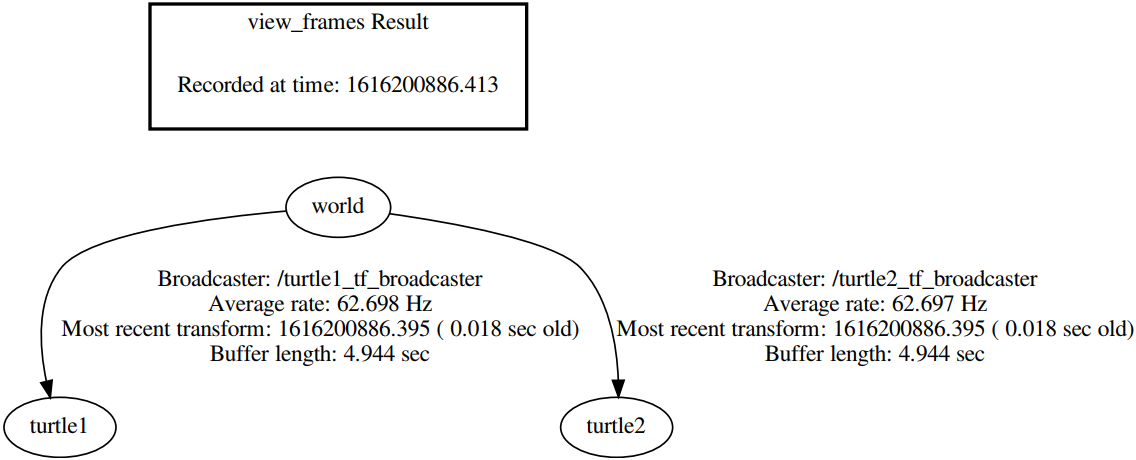 view_frames Result
Recorded at time: 1616200886.413
world
Broadcaster: /turtle1_tf_broadcaster
Average rate: 62.698 Hz
Most recent transform: 1616200886.395 ( 0.018 sec old)
Buffer length: 4.944 sec
Broadcaster: /turtle2_tf_broadcaster
Average rate: 62.697 Hz
Most recent transform: 1616200886.395 ( 0.018 sec old)
Buffer length: 4.944 sec
turtle1
turtle2